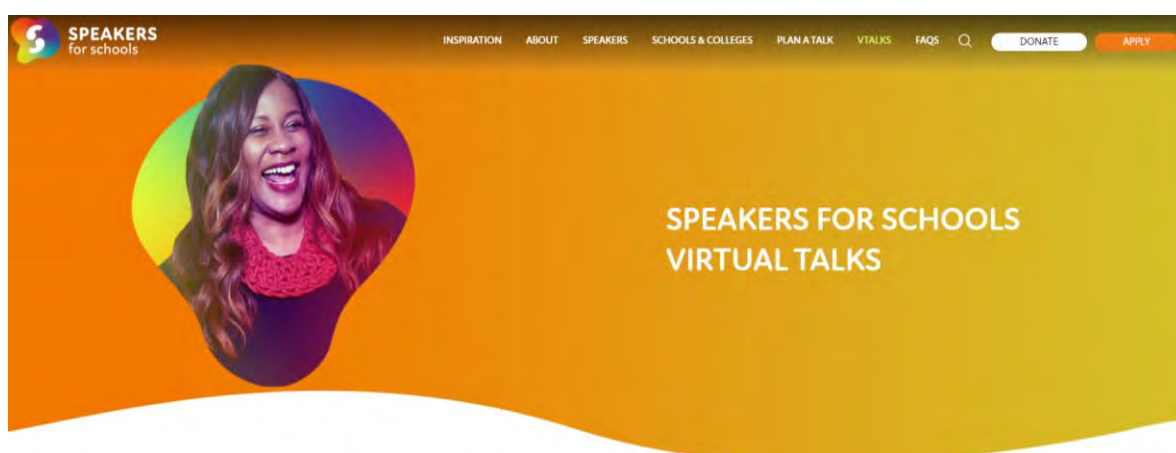 SPEAKERS
for schools
INSPIRATION ABOUT SPEAKERS SCHOOLS & COLLEGES PLAN A TALK VTALKS FAQS DONATE APPLY
SPEAKERS FOR SCHOOLS
VIRTUAL TALKS